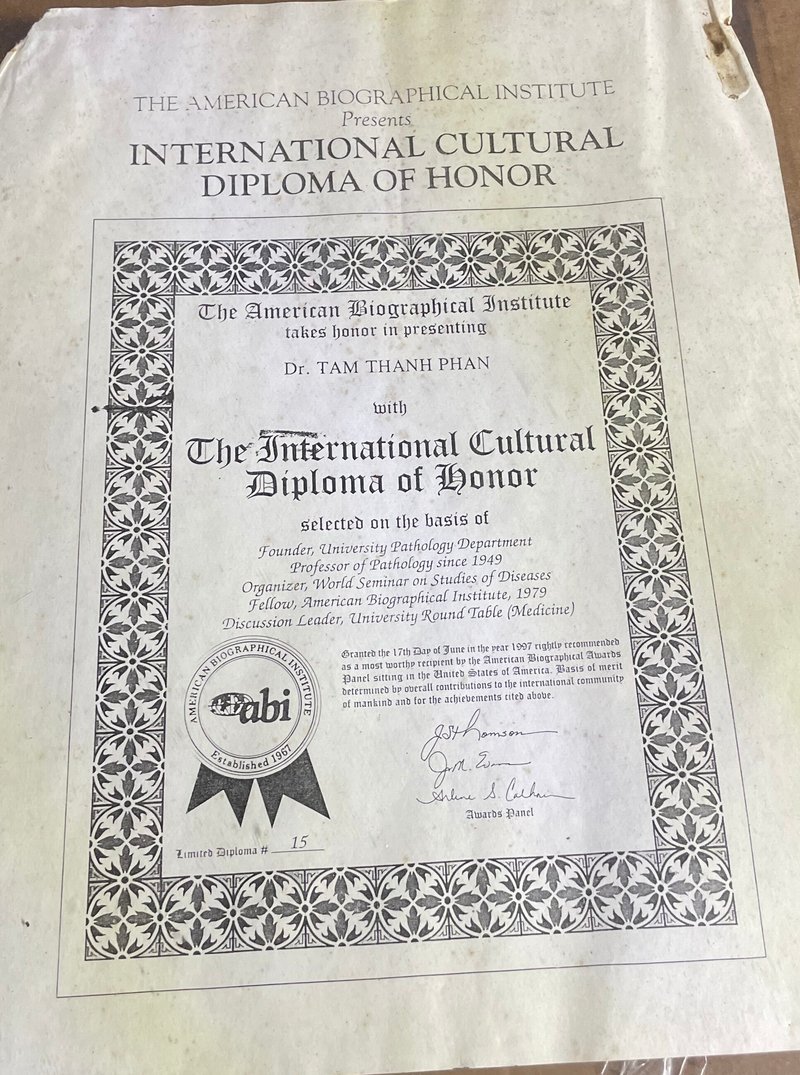 THE AMERICAN BIOGRAPHICAL INSTITUTE
Presents
INTERNATIONAL CULTURAL
DIPLOMA OF HONOR
The American Biographical Institute
takes honor in presenting
Dr. TAM THANH PHAN
with
The International Cultural
Diploma of Honor
selected on the basis of
Founder, University Pathology Department
Professor of Pathology since 1949
Organizer, World Seminar on Studies of Diseases
Fellow, American Biographical Institute, 1979
Discussion Leader, University Round Table (Medicine)
Granted the 17th Day of June in the year 1997 rightly recommended
as a most worthy recipient by the American Biographical Awards
Panel sitting in the United States of America. Basis of merit
determined by overall contributions to the international community
of mankind and for the achievements cited above.
AMERICAN BIOGRAPHICAL INSTITUTE
abi
Established 1967
J. M. Evans
Arlene S. Calhoun
Awards Panel
Limited Diploma # 15